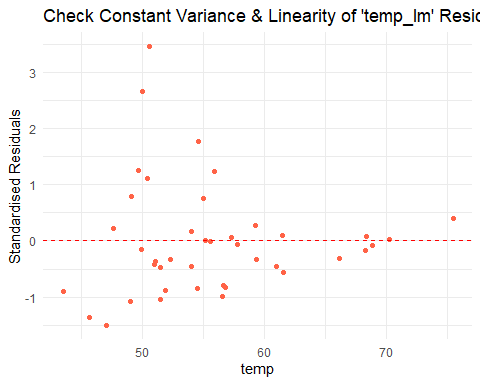 Check Constant Variance & Linearity of 'temp_lm' Resid
Standardised Residuals
3
2
1
0
-1
50
60
70
temp